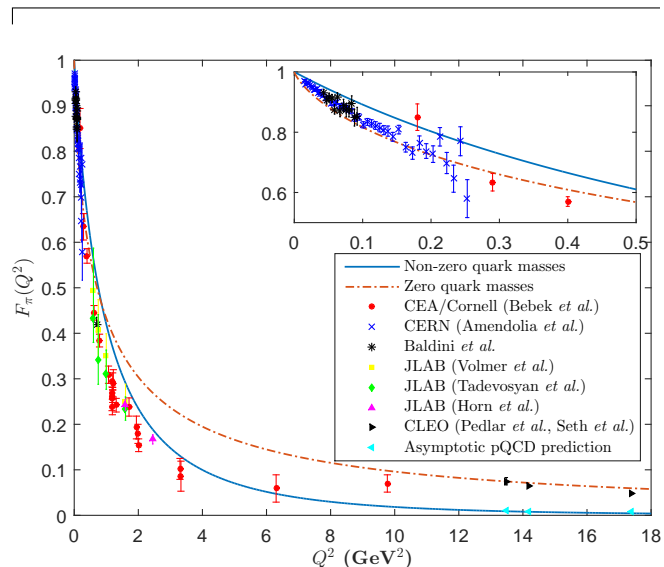 1
0.9
0.8
0.7
0.6
0.5
0.4
0.3
0.2
0.1
0
F_π(Q²)
0 2 4 6 8 10 12 14 16 18
Q² (GeV²)
1
0.8
0.6
0 0.1 0.2 0.3 0.4 0.5
Non-zero quark masses
Zero quark masses
CEA/Cornell (Bebek et al.)
CERN (Amendolia et al.)
Baldini et al.
JLAB (Volmer et al.)
JLAB (Tadevosyan et al.)
JLAB (Horn et al.)
CLEO (Pedlar et al., Seth et al.)
Asymptotic pQCD prediction